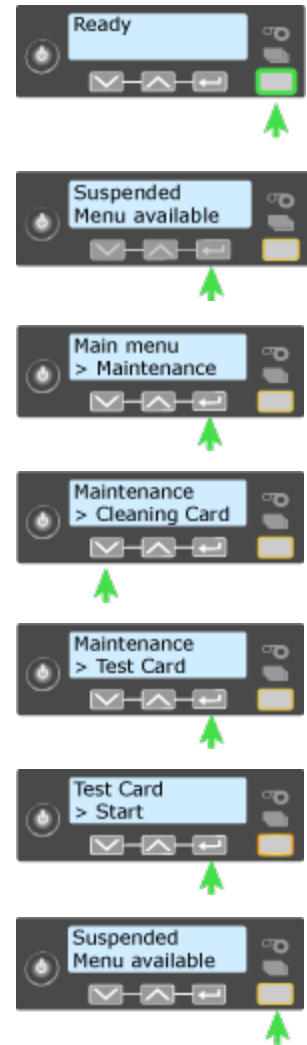 Ready
Suspended
Menu available
Main menu
> Maintenance
Maintenance
> Cleaning Card
Maintenance
> Test Card
Test Card
> Start
Suspended
Menu available